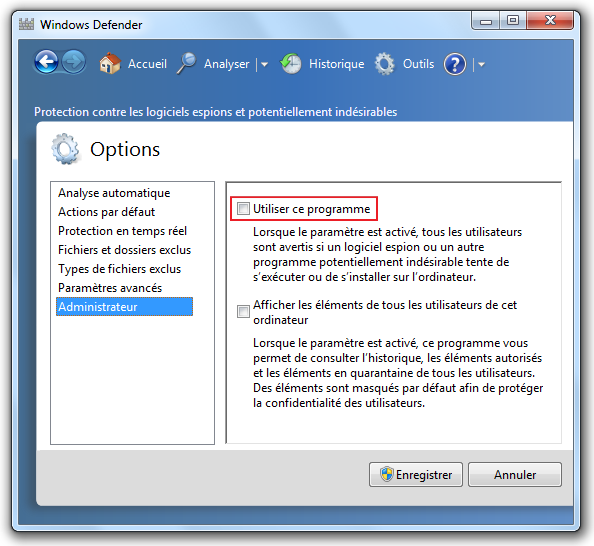 Windows Defender
Accueil Analyser Historique Outils ?
Protection contre les logiciels espions et potentiellement indésirables
Options
Analyse automatique
Actions par défaut
Protection en temps réel
Fichiers et dossiers exclus
Types de fichiers exclus
Paramètres avancés
Administrateur
Utiliser ce programme
Lorsque le paramètre est activé, tous les utilisateurs
sont avertis si un logiciel espion ou un autre
programme potentiellement indésirable tente de
s’exécuter ou de s’installer sur l’ordinateur.
Afficher les éléments de tous les utilisateurs de cet
ordinateur
Lorsque le paramètre est activé, ce programme vous
permet de consulter l’historique, les éléments autorisés
et les éléments en quarantaine de tous les utilisateurs.
Des éléments sont masqués par défaut afin de protéger
la confidentialité des utilisateurs.
Enregistrer Annuler